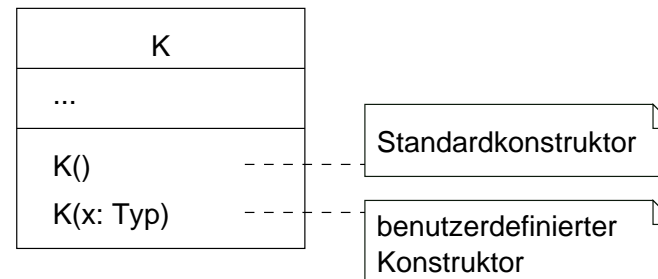 K
...
K()
Standardkonstruktor
K(x: Typ)
benutzerdefinierter
Konstruktor